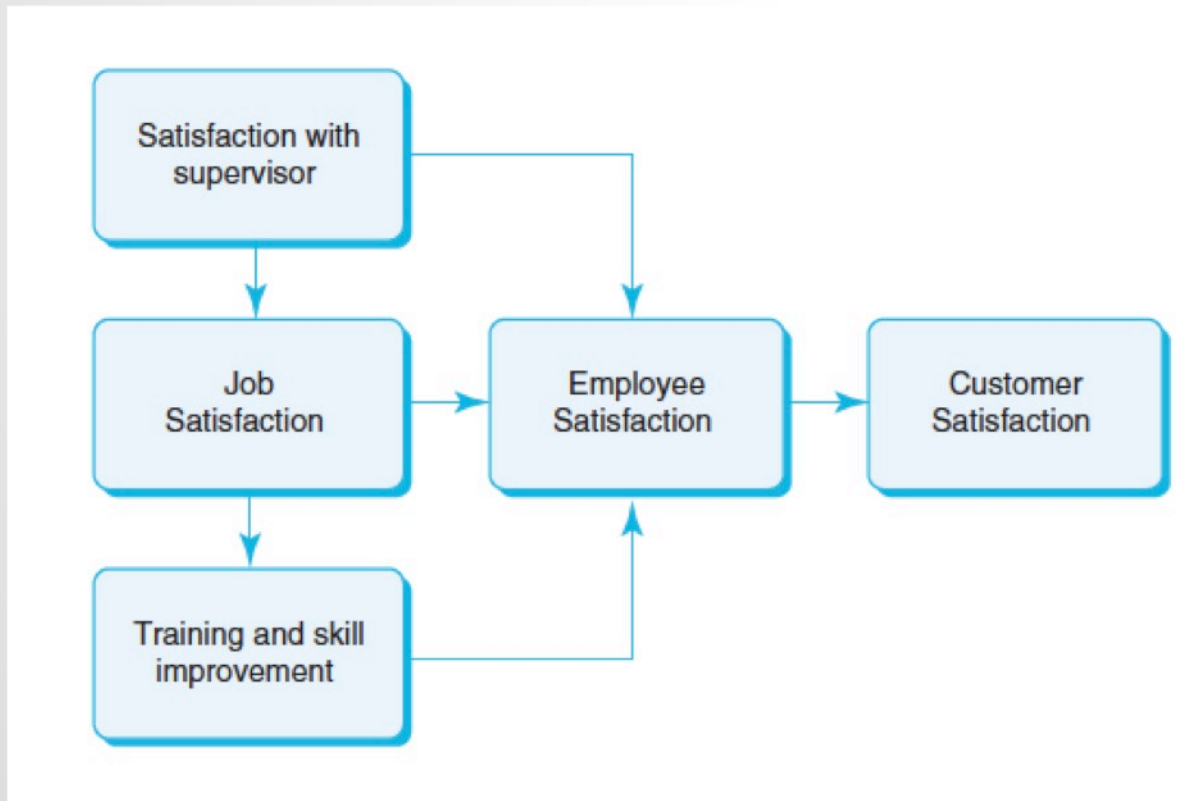 Satisfaction with
supervisor
Job
Satisfaction
Employee
Satisfaction
Customer
Satisfaction
Training and skill
improvement